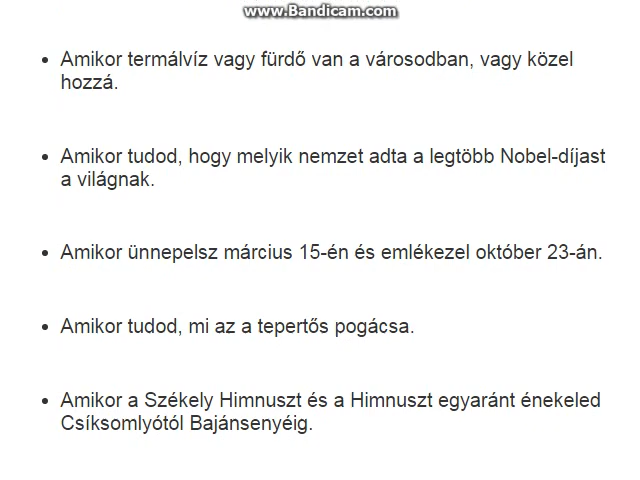 www.Bandicam.com
• Amikor termálvíz vagy fürdő van a városodban, vagy közel
hozzá.
• Amikor tudod, hogy melyik nemzet adta a legtöbb Nobel-díjast
a világnak.
• Amikor ünnepelsz március 15-én és emlékezel október 23-án.
• Amikor tudod, mi az a tepertős pogácsa.
• Amikor a Székely Himnuszt és a Himnuszt egyaránt énekeled
Csíksomlyótól Bajánsenyéig.